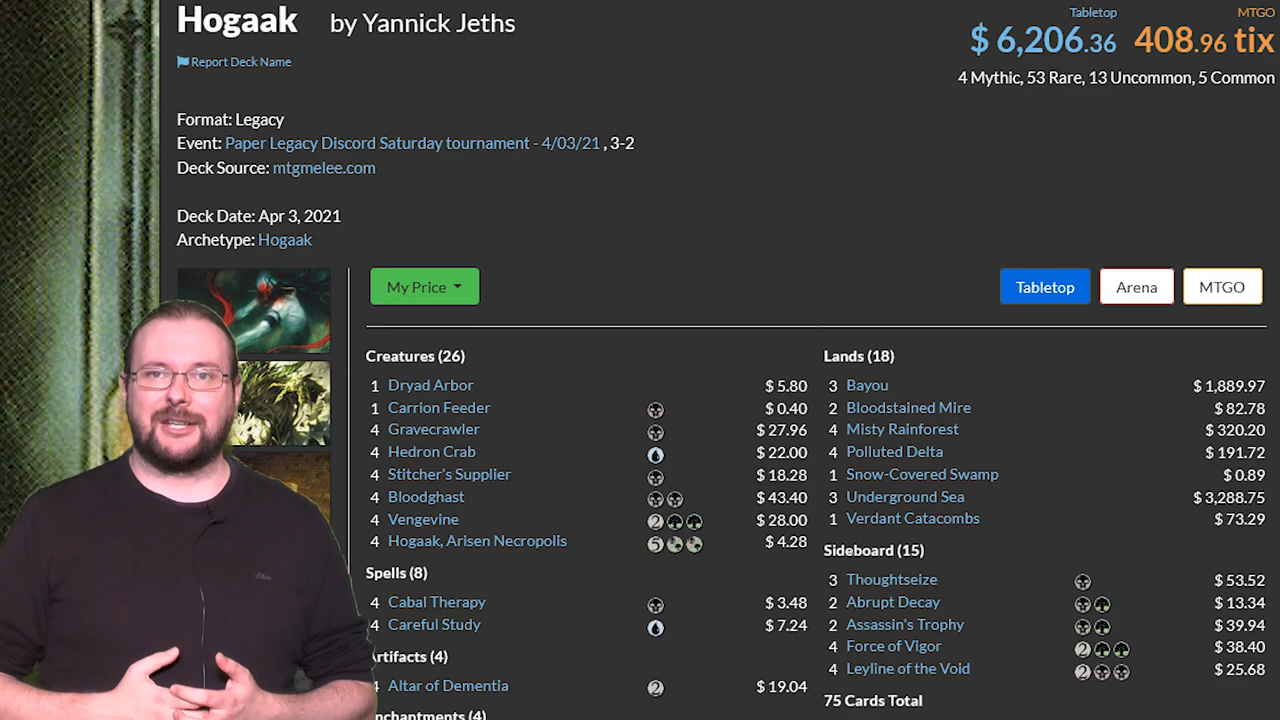 Hogaak by Yannick Jeths
Report Deck Name
Tabletop
$ 6,206.36
MTGO
408.96 tix
4 Mythic, 53 Rare, 13 Uncommon, 5 Common
Format: Legacy
Event: Paper Legacy Discord Saturday tournament - 4/03/21 , 3-2
Deck Source: mtgmelee.com
Deck Date: Apr 3, 2021
Archetype: Hogaak
My Price
Tabletop
Arena
MTGO
Creatures (26)
1 Dryad Arbor $ 5.80
1 Carrion Feeder $ 0.40
4 Gravecrawler $ 27.96
4 Hedron Crab $ 22.00
4 Stitcher's Supplier $ 18.28
4 Bloodghast $ 43.40
4 Vengevine 2 $ 28.00
4 Hogaak, Arisen Necropolis 5 $ 4.28
Spells (8)
4 Cabal Therapy $ 3.48
4 Careful Study $ 7.24
Artifacts (4)
4 Altar of Dementia 2 $ 19.04
Enchantments (4)
Lands (18)
3 Bayou $ 1,889.97
2 Bloodstained Mire $ 82.78
4 Misty Rainforest $ 320.20
4 Polluted Delta $ 191.72
1 Snow-Covered Swamp $ 0.89
3 Underground Sea $ 3,288.75
1 Verdant Catacombs $ 73.29
Sideboard (15)
3 Thoughtseize $ 53.52
2 Abrupt Decay $ 13.34
2 Assassin's Trophy $ 39.94
4 Force of Vigor 2 $ 38.40
4 Leyline of the Void 2 $ 25.68
75 Cards Total